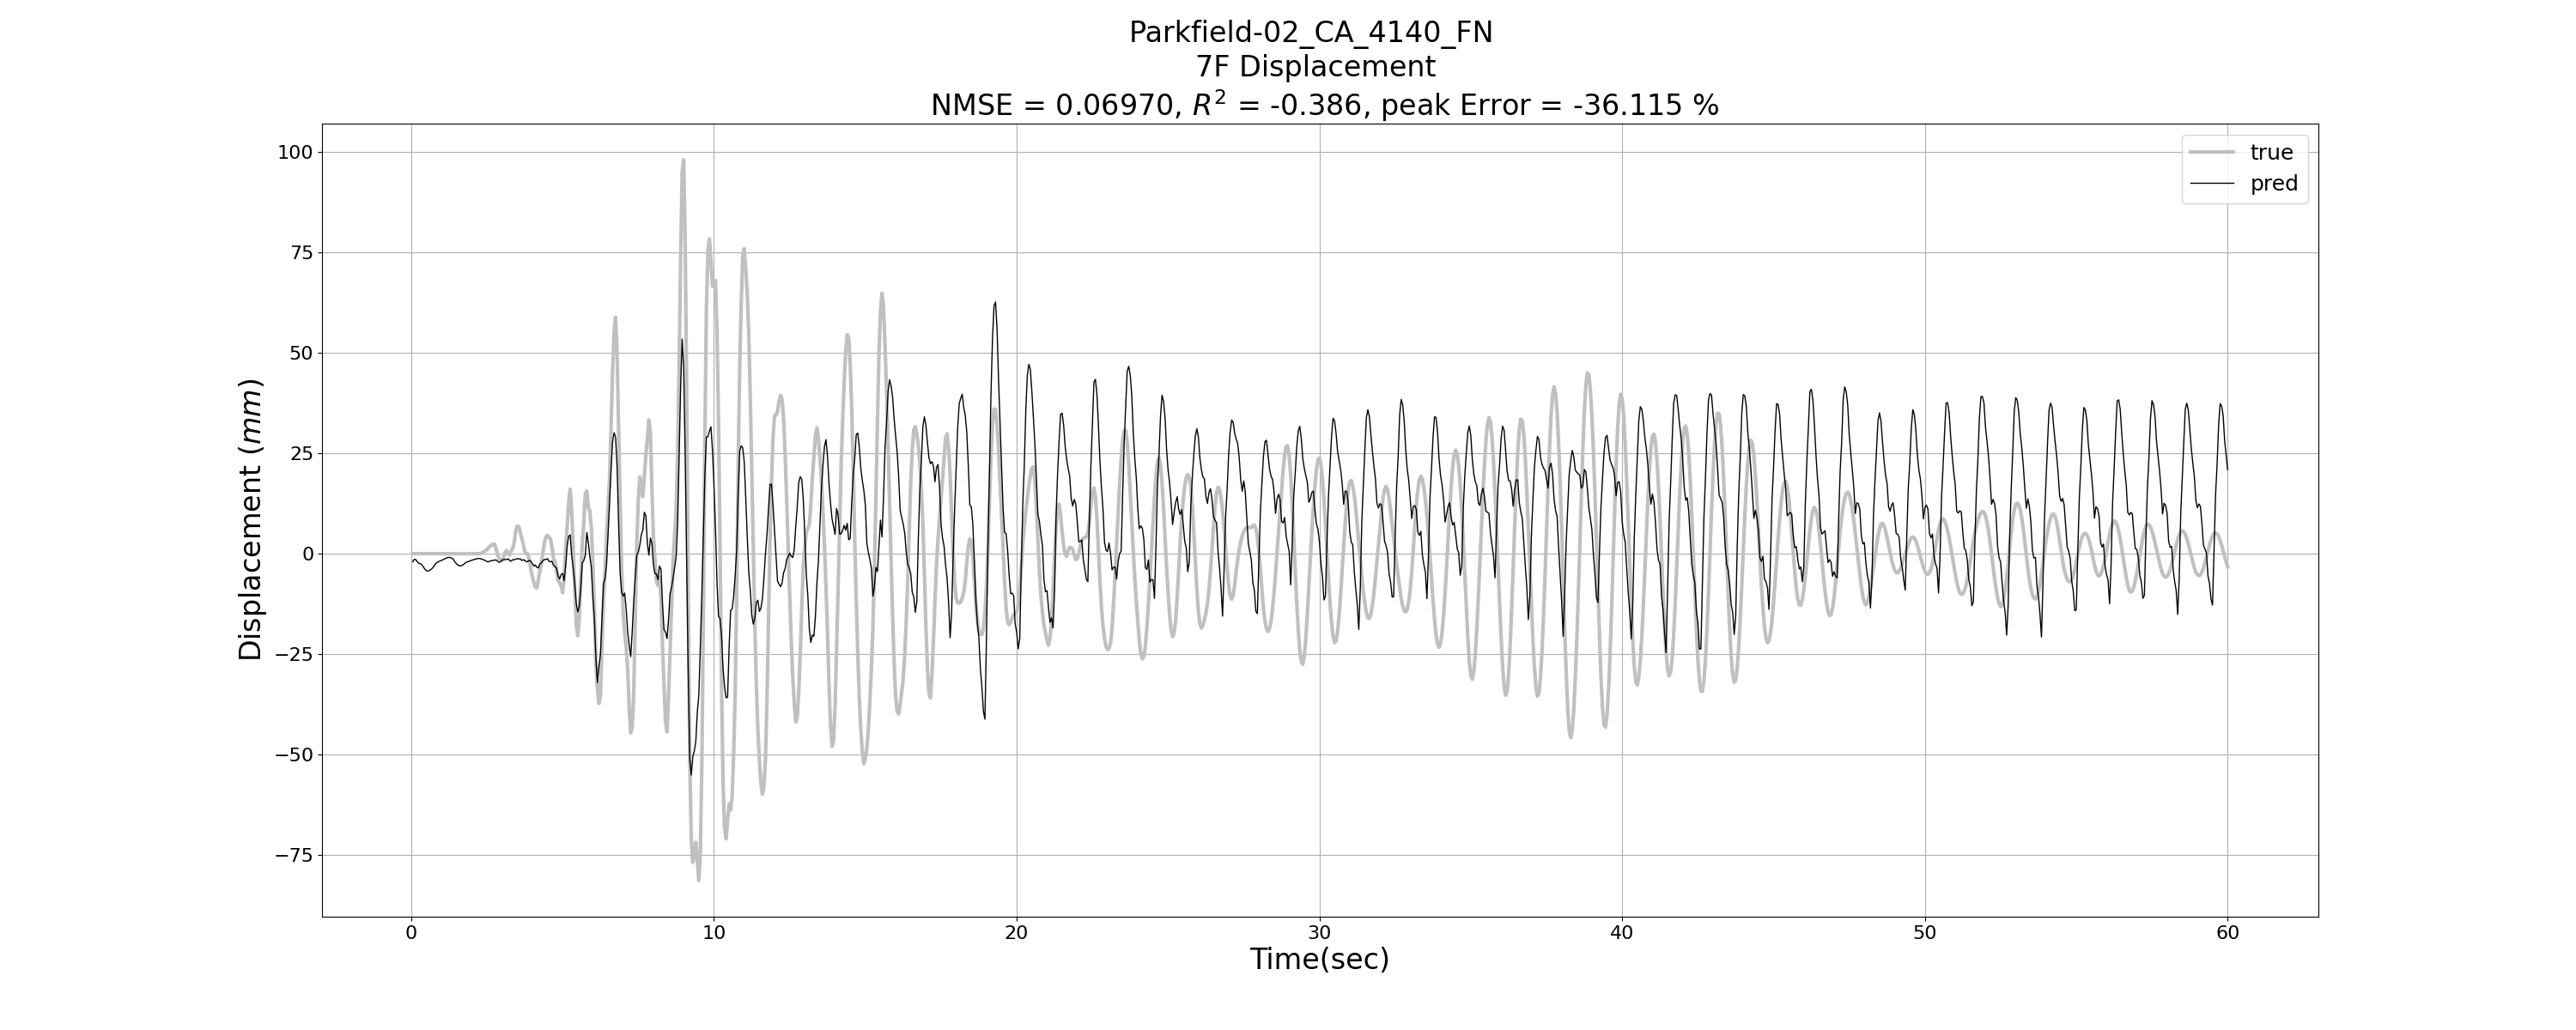 Parkfield-02_CA_4140_FN
7F Displacement
NMSE = 0.06970, R² = -0.386, peak Error = -36.115 %
true
pred
100
75
50
25
0
−25
−50
−75
Displacement (mm)
0 10 20 30 40 50 60
Time(sec)